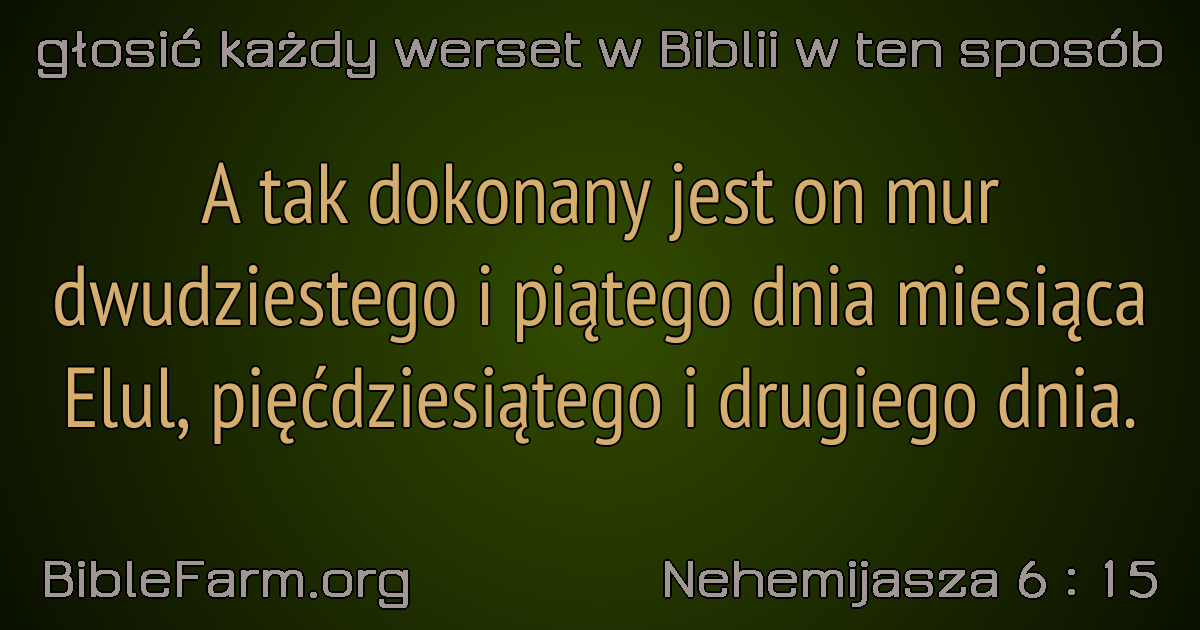 głosić każdy werset w Biblii w ten sposób
A tak dokonany jest on mur
dwudziestego i piątego dnia miesiąca
Elul, pięćdziesiątego i drugiego dnia.
BibleFarm.org
Nehemijasza 6 : 15